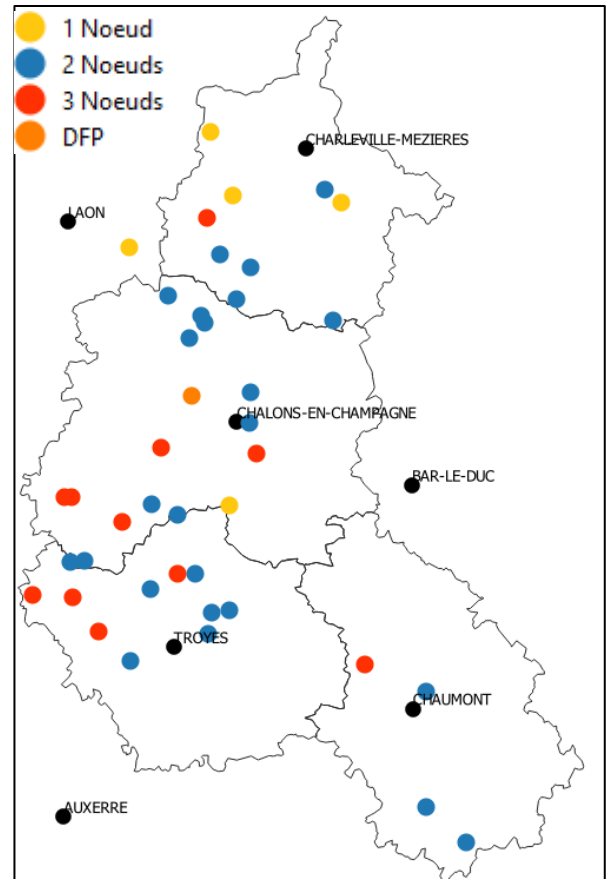 1 Noeud
2 Noeuds
3 Noeuds
DFP
CHARLEVILLE-MEZIERES
LAON
CHALONS-EN-CHAMPAGNE
BAR-LE-DUC
TROYES
CHAUMONT
AUXERRE